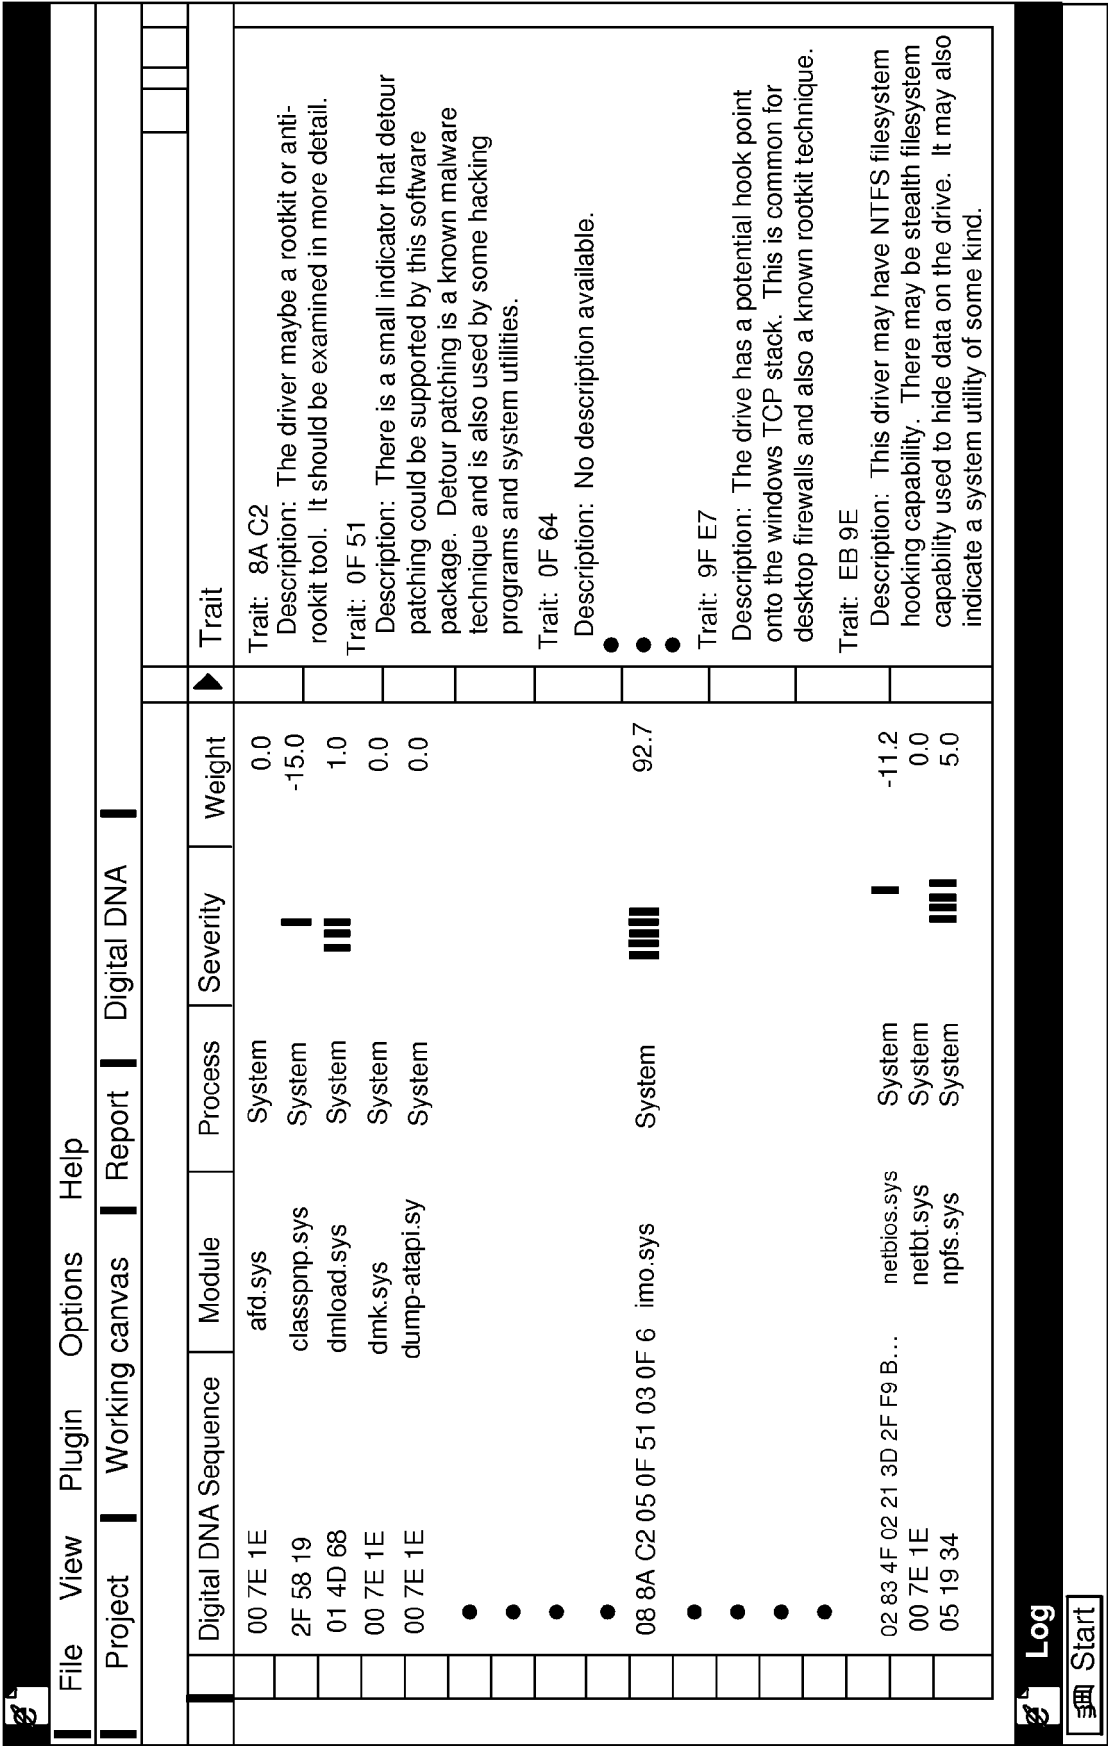 File View Plugin Options Help
Project Working canvas Report Digital DNA
Digital DNA Sequence Module Process Severity Weight Trait
00 7E 1E afd.sys System 0.0
2F 58 19 classpnp.sys System -15.0
01 4D 68 dmload.sys System 1.0
00 7E 1E dmk.sys System 0.0
00 7E 1E dump-atapi.sy System 0.0
08 8A C2 05 0F 51 03 0F 6 imo.sys System 92.7
02 83 4F 02 21 3D 2F F9 B... netbios.sys System -11.2
00 7E 1E netbt.sys System 0.0
05 19 34 npfs.sys System 5.0
Trait: 8A C2
Description: The driver maybe a rootkit or anti-
rookit tool. It should be examined in more detail.
Trait: 0F 51
Description: There is a small indicator that detour
patching could be supported by this software
package. Detour patching is a known malware
technique and is also used by some hacking
programs and system utilities.
Trait: 0F 64
Description: No description available.
Trait: 9F E7
Description: The drive has a potential hook point
onto the windows TCP stack. This is common for
desktop firewalls and also a known rootkit technique.
Trait: EB 9E
Description: This driver may have NTFS filesystem
hooking capability. There may be stealth filesystem
capability used to hide data on the drive. It may also
indicate a system utility of some kind.
Log
Start